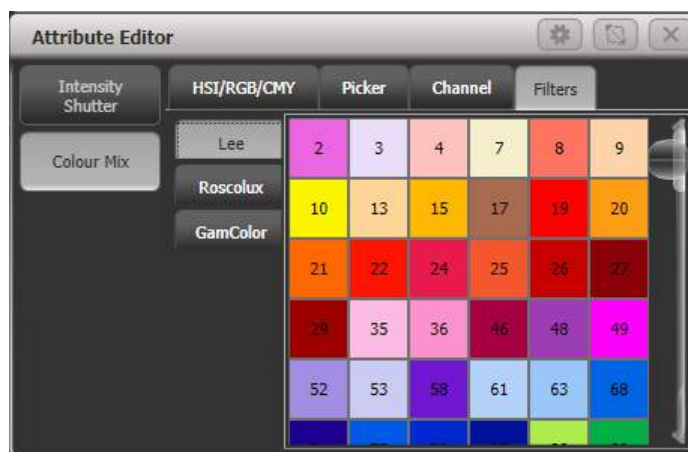 Attribute Editor
Intensity
Shutter
Colour Mix
HSI/RGB/CMY Picker Channel Filters
Lee
Roscolux
GamColor
2 3 4 7 8 9
10 13 15 17 19 20
21 22 24 25 26 27
29 35 36 46 48 49
52 53 58 61 63 68